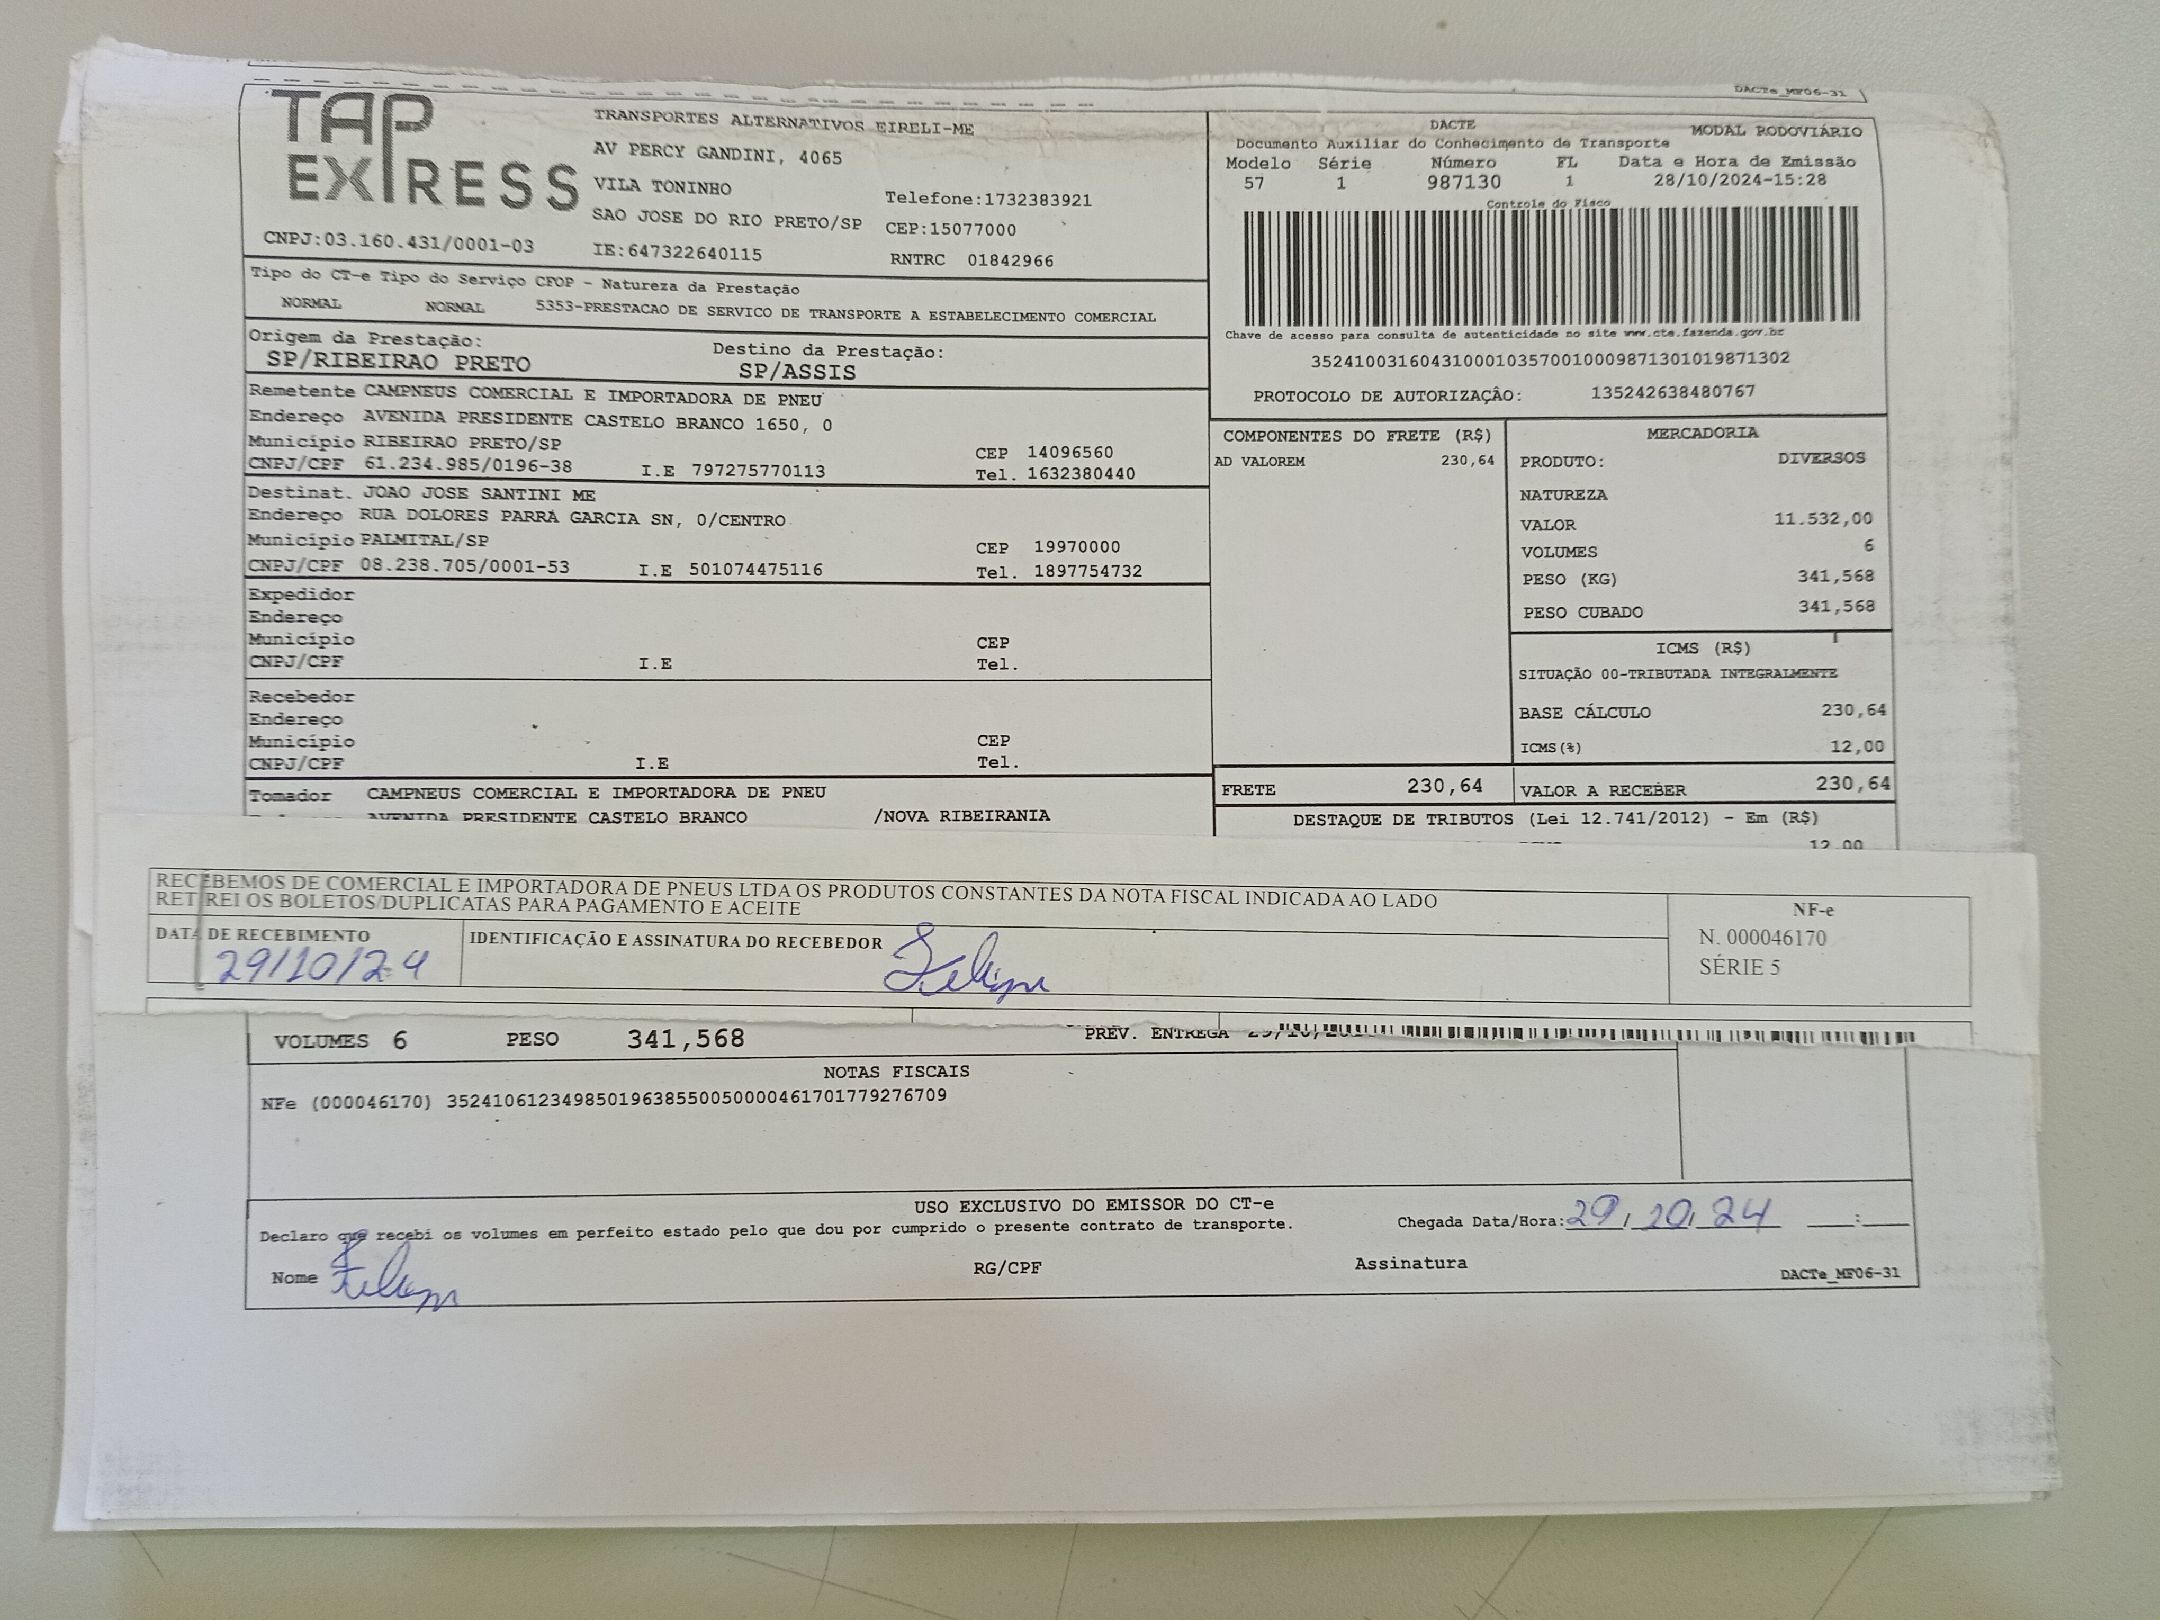 DACTe_MF06-31
TAP EXPRESS
TRANSPORTES ALTERNATIVOS EIRELI-ME
AV PERCY GANDINI, 4065
VILA TONINHO
Telefone:1732383921
SAO JOSE DO RIO PRETO/SP CEP:15077000
CNPJ:03.160.431/0001-03 IE:647322640115 RNTRC 01842966
DACTE MODAL RODOVIÁRIO
Documento Auxiliar do Conhecimento de Transporte
Modelo Série Número FL Data e Hora de Emissão
57 1 987130 1 28/10/2024-15:28
Controle do Fisco
Chave de acesso para consulta de autenticidade no site www.cte.fazenda.gov.br
35241003160431000103570010009871301019871302
PROTOCOLO DE AUTORIZAÇÂO: 135242638480767
Tipo do CT-e Tipo do Serviço CFOP - Natureza da Prestação
NORMAL NORMAL 5353-PRESTACAO DE SERVICO DE TRANSPORTE A ESTABELECIMENTO COMERCIAL
Origem da Prestação: Destino da Prestação:
SP/RIBEIRAO PRETO SP/ASSIS
Remetente CAMPNEUS COMERCIAL E IMPORTADORA DE PNEU
Endereço AVENIDA PRESIDENTE CASTELO BRANCO 1650, 0
Município RIBEIRAO PRETO/SP CEP 14096560
CNPJ/CPF 61.234.985/0196-38 I.E 797275770113 Tel. 1632380440
Destinat. JOAO JOSE SANTINI ME
Endereço RUA DOLORES PARRA GARCIA SN, 0/CENTRO
Município PALMITAL/SP CEP 19970000
CNPJ/CPF 08.238.705/0001-53 I.E 501074475116 Tel. 1897754732
Expedidor
Endereço
Município CEP
CNPJ/CPF I.E Tel.
Recebedor
Endereço
Município CEP
CNPJ/CPF I.E Tel.
Tomador CAMPNEUS COMERCIAL E IMPORTADORA DE PNEU
AVENIDA PRESIDENTE CASTELO BRANCO /NOVA RIBEIRANIA
COMPONENTES DO FRETE (R$)
AD VALOREM 230,64
MERCADORIA
PRODUTO: DIVERSOS
NATUREZA
VALOR 11.532,00
VOLUMES 6
PESO (KG) 341,568
PESO CUBADO 341,568
ICMS (R$)
SITUAÇÃO 00-TRIBUTADA INTEGRALMENTE
BASE CÁLCULO 230,64
ICMS(%) 12,00
FRETE 230,64 VALOR A RECEBER 230,64
DESTAQUE DE TRIBUTOS (Lei 12.741/2012) - Em (R$)
12,00
RECEBEMOS DE COMERCIAL E IMPORTADORA DE PNEUS LTDA OS PRODUTOS CONSTANTES DA NOTA FISCAL INDICADA AO LADO
RETIREI OS BOLETOS/DUPLICATAS PARA PAGAMENTO E ACEITE
DATA DE RECEBIMENTO IDENTIFICAÇÃO E ASSINATURA DO RECEBEDOR
29/10/24 Felipe
NF-e
N. 000046170
SÉRIE 5
VOLUMES 6 PESO 341,568 PREV. ENTREGA
NOTAS FISCAIS
NFe (000046170) 35241061234985019638550050000461701779276709
USO EXCLUSIVO DO EMISSOR DO CT-e
Declaro que recebi os volumes em perfeito estado pelo que dou por cumprido o presente contrato de transporte. Chegada Data/Hora: 29/10/24 __:__
Nome Felipe RG/CPF Assinatura DACTe_MF06-31